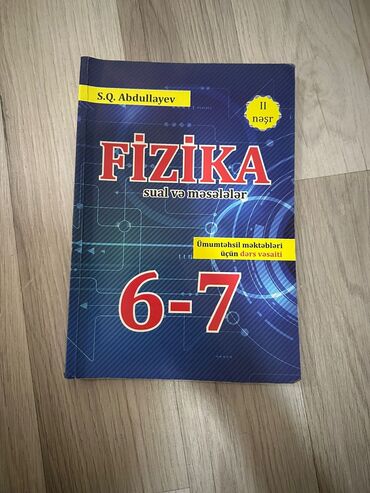 S.Q. Abdullayev
II
nəşr
FİZİKA
sual və məsələlər
Ümumtəhsil məktəbləri
üçün dərs vəsaiti
6-7